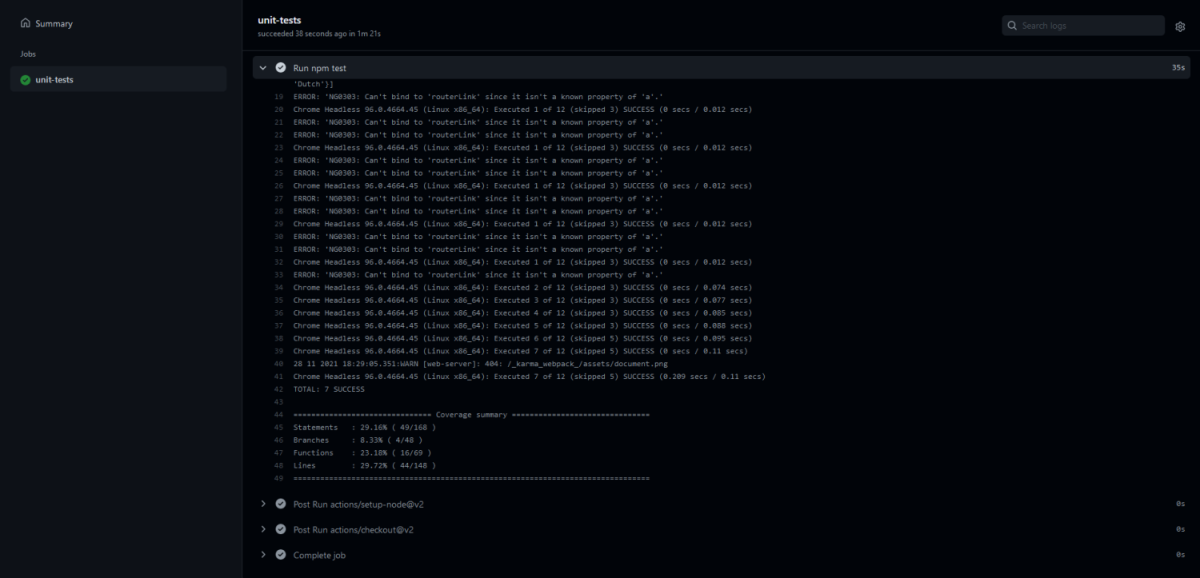 Summary
Jobs
unit-tests
unit-tests
succeeded 38 seconds ago in 1m 21s
Search logs
Run npm test
35s
'Dutch'}]
19 ERROR: 'NG0303: Can't bind to 'routerLink' since it isn't a known property of 'a'.'
20 Chrome Headless 96.0.4664.45 (Linux x86_64): Executed 1 of 12 (skipped 3) SUCCESS (0 secs / 0.012 secs)
21 ERROR: 'NG0303: Can't bind to 'routerLink' since it isn't a known property of 'a'.'
22 ERROR: 'NG0303: Can't bind to 'routerLink' since it isn't a known property of 'a'.'
23 Chrome Headless 96.0.4664.45 (Linux x86_64): Executed 1 of 12 (skipped 3) SUCCESS (0 secs / 0.012 secs)
24 ERROR: 'NG0303: Can't bind to 'routerLink' since it isn't a known property of 'a'.'
25 ERROR: 'NG0303: Can't bind to 'routerLink' since it isn't a known property of 'a'.'
26 Chrome Headless 96.0.4664.45 (Linux x86_64): Executed 1 of 12 (skipped 3) SUCCESS (0 secs / 0.012 secs)
27 ERROR: 'NG0303: Can't bind to 'routerLink' since it isn't a known property of 'a'.'
28 ERROR: 'NG0303: Can't bind to 'routerLink' since it isn't a known property of 'a'.'
29 Chrome Headless 96.0.4664.45 (Linux x86_64): Executed 1 of 12 (skipped 3) SUCCESS (0 secs / 0.012 secs)
30 ERROR: 'NG0303: Can't bind to 'routerLink' since it isn't a known property of 'a'.'
31 ERROR: 'NG0303: Can't bind to 'routerLink' since it isn't a known property of 'a'.'
32 Chrome Headless 96.0.4664.45 (Linux x86_64): Executed 1 of 12 (skipped 3) SUCCESS (0 secs / 0.012 secs)
33 ERROR: 'NG0303: Can't bind to 'routerLink' since it isn't a known property of 'a'.'
34 Chrome Headless 96.0.4664.45 (Linux x86_64): Executed 2 of 12 (skipped 3) SUCCESS (0 secs / 0.074 secs)
35 Chrome Headless 96.0.4664.45 (Linux x86_64): Executed 3 of 12 (skipped 3) SUCCESS (0 secs / 0.077 secs)
36 Chrome Headless 96.0.4664.45 (Linux x86_64): Executed 4 of 12 (skipped 3) SUCCESS (0 secs / 0.085 secs)
37 Chrome Headless 96.0.4664.45 (Linux x86_64): Executed 5 of 12 (skipped 3) SUCCESS (0 secs / 0.088 secs)
38 Chrome Headless 96.0.4664.45 (Linux x86_64): Executed 6 of 12 (skipped 5) SUCCESS (0 secs / 0.095 secs)
39 Chrome Headless 96.0.4664.45 (Linux x86_64): Executed 7 of 12 (skipped 5) SUCCESS (0 secs / 0.11 secs)
40 28 11 2021 18:29:05.351:WARN [web-server]: 404: /_karma_webpack_/assets/document.png
41 Chrome Headless 96.0.4664.45 (Linux x86_64): Executed 7 of 12 (skipped 5) SUCCESS (0.209 secs / 0.11 secs)
42 TOTAL: 7 SUCCESS
43
44 =============================== Coverage summary ===============================
45 Statements : 29.16% ( 49/168 )
46 Branches : 8.33% ( 4/48 )
47 Functions : 23.18% ( 16/69 )
48 Lines : 29.72% ( 44/148 )
49 ================================================================================
Post Run actions/setup-node@v2
0s
Post Run actions/checkout@v2
0s
Complete job
0s